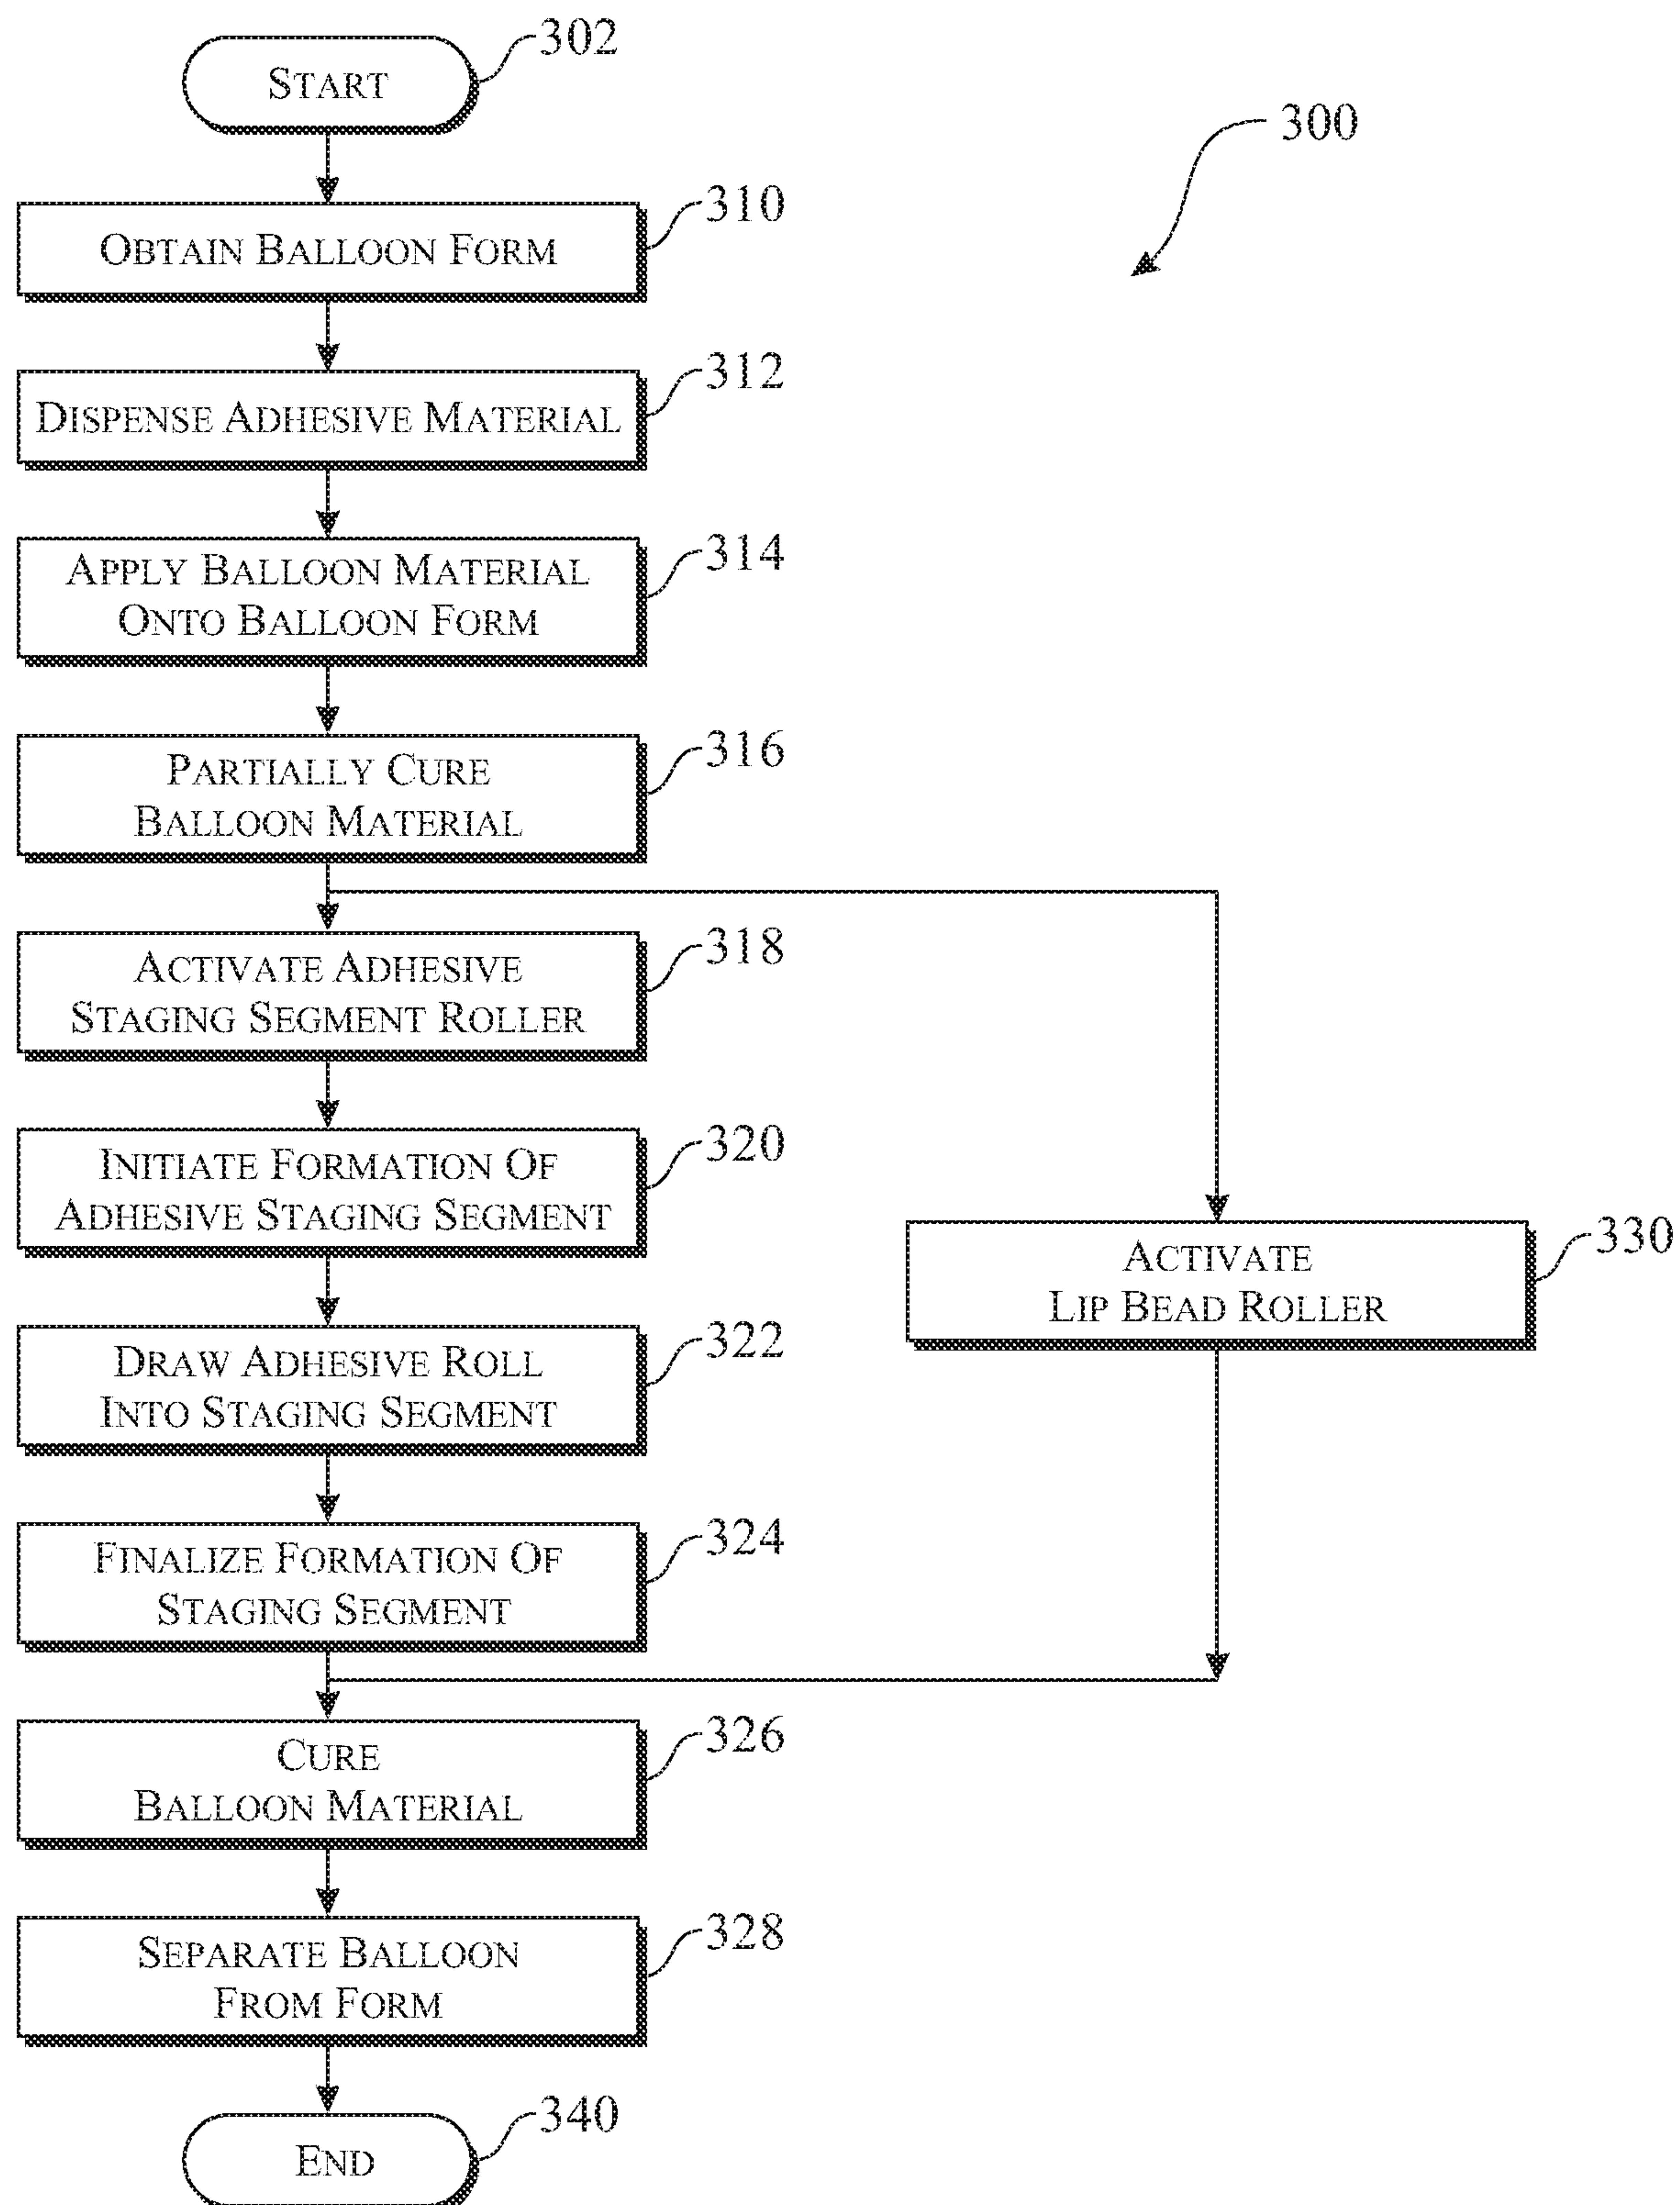 START
302
300
OBTAIN BALLOON FORM
310
DISPENSE ADHESIVE MATERIAL
312
APPLY BALLOON MATERIAL
ONTO BALLOON FORM
314
PARTIALLY CURE
BALLOON MATERIAL
316
ACTIVATE ADHESIVE
STAGING SEGMENT ROLLER
318
INITIATE FORMATION OF
ADHESIVE STAGING SEGMENT
320
ACTIVATE
LIP BEAD ROLLER
330
DRAW ADHESIVE ROLL
INTO STAGING SEGMENT
322
FINALIZE FORMATION OF
STAGING SEGMENT
324
CURE
BALLOON MATERIAL
326
SEPARATE BALLOON
FROM FORM
328
END
340